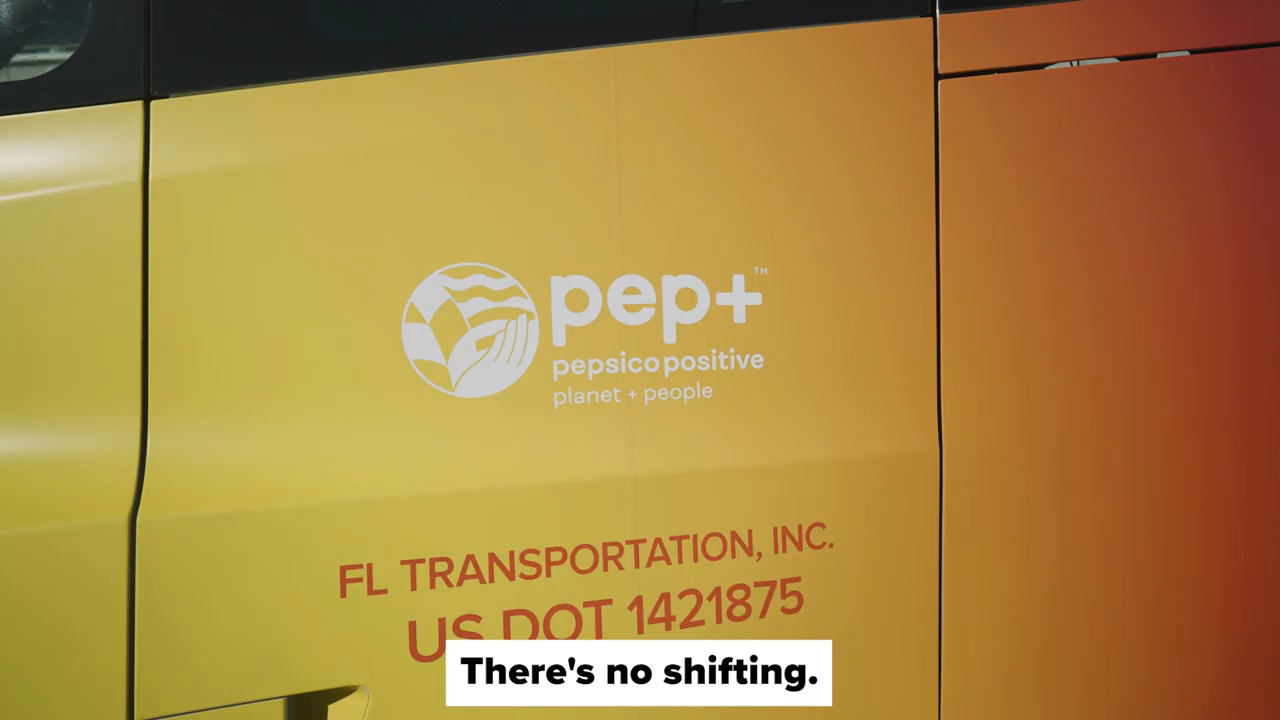 pep+™
pepsico positive
planet + people
FL TRANSPORTATION, INC.
US DOT 1421875
There's no shifting.